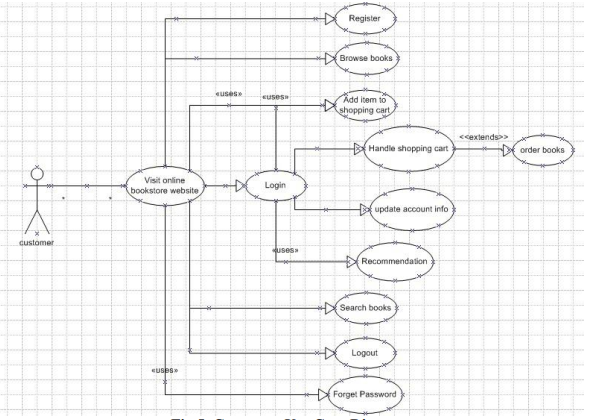 Register
Browse books
«uses»
«uses»
Add item to
shopping cart
<<extends>>
Handle shopping cart
order books
Visit online
bookstore website
Login
*
*
customer
update account info
«uses»
Recommendation
Search books
Logout
«uses»
Forget Password